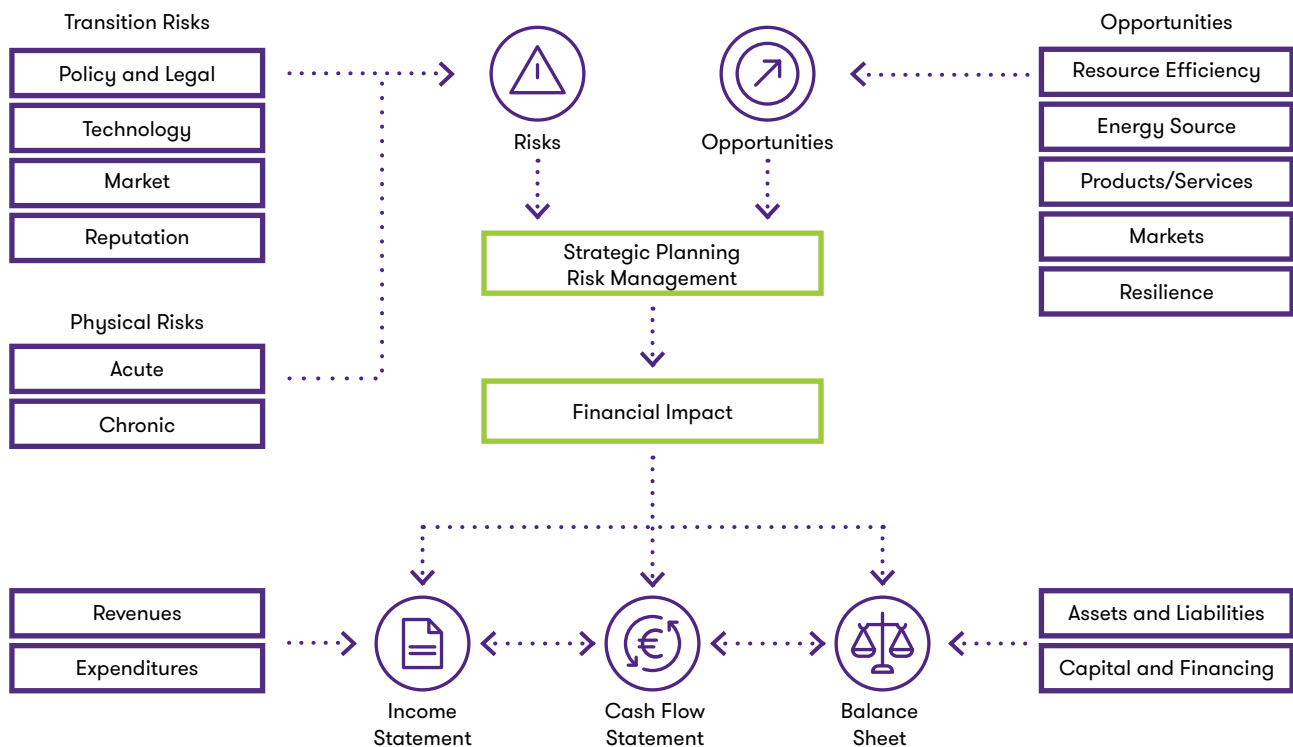 Transition Risks
Policy and Legal
Technology
Market
Reputation
Physical Risks
Acute
Chronic
Risks
Opportunities
Opportunities
Resource Efficiency
Energy Source
Products/Services
Markets
Resilience
Strategic Planning
Risk Management
Financial Impact
Revenues
Expenditures
Income
Statement
€
Cash Flow
Statement
Balance
Sheet
Assets and Liabilities
Capital and Financing